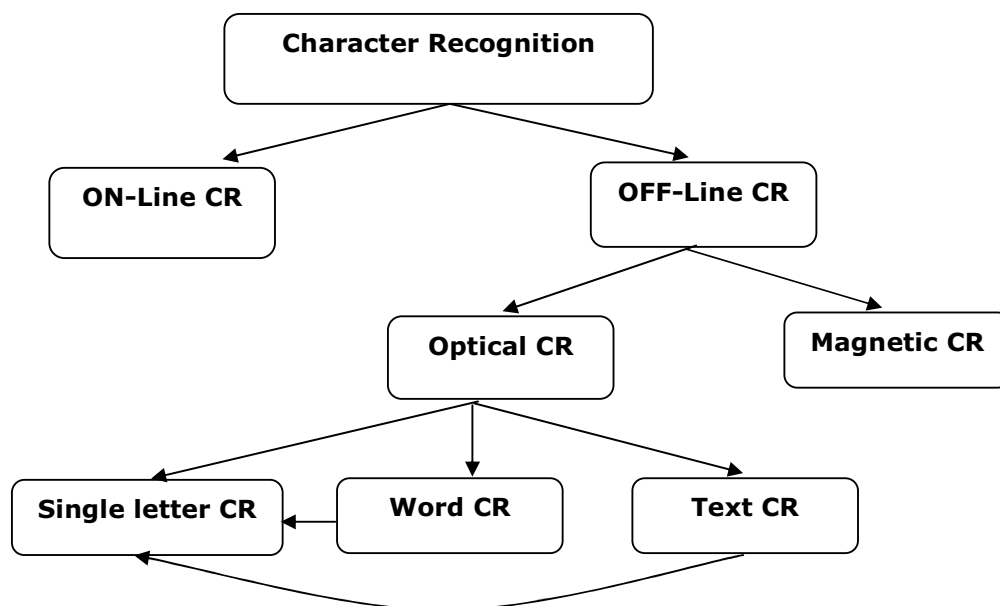 Character Recognition
ON-Line CR
OFF-Line CR
Optical CR
Magnetic CR
Single letter CR
Word CR
Text CR